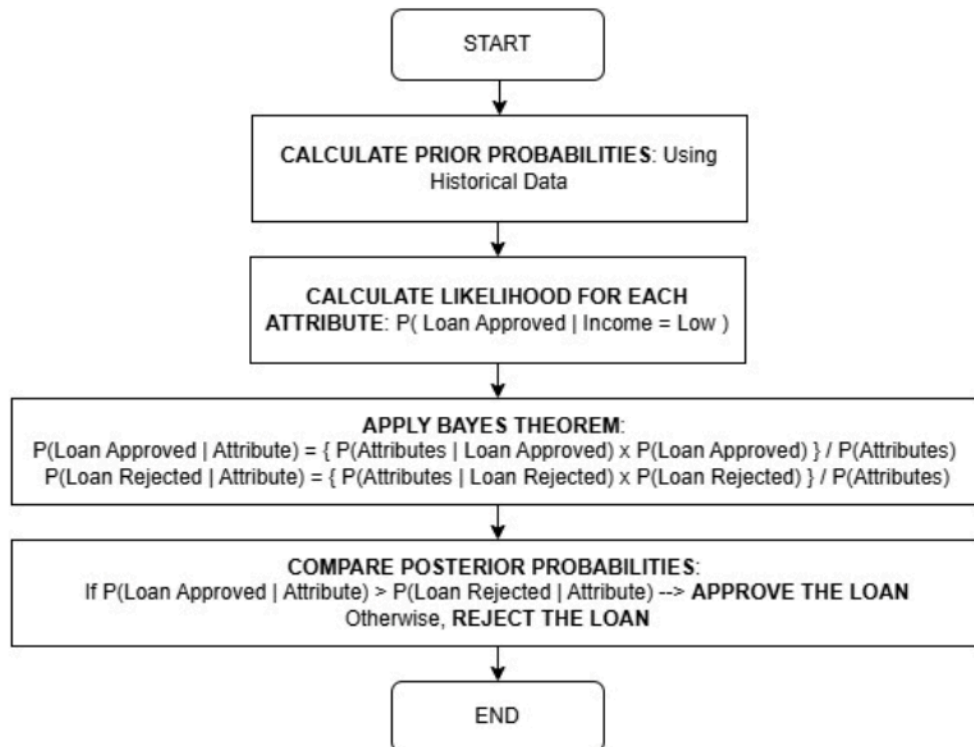 START
CALCULATE PRIOR PROBABILITIES: Using
Historical Data
CALCULATE LIKELIHOOD FOR EACH
ATTRIBUTE: P( Loan Approved | Income = Low )
APPLY BAYES THEOREM:
P(Loan Approved | Attribute) = { P(Attributes | Loan Approved) x P(Loan Approved) } / P(Attributes)
P(Loan Rejected | Attribute) = { P(Attributes | Loan Rejected) x P(Loan Rejected) } / P(Attributes)
COMPARE POSTERIOR PROBABILITIES:
If P(Loan Approved | Attribute) > P(Loan Rejected | Attribute) --> APPROVE THE LOAN
Otherwise, REJECT THE LOAN
END